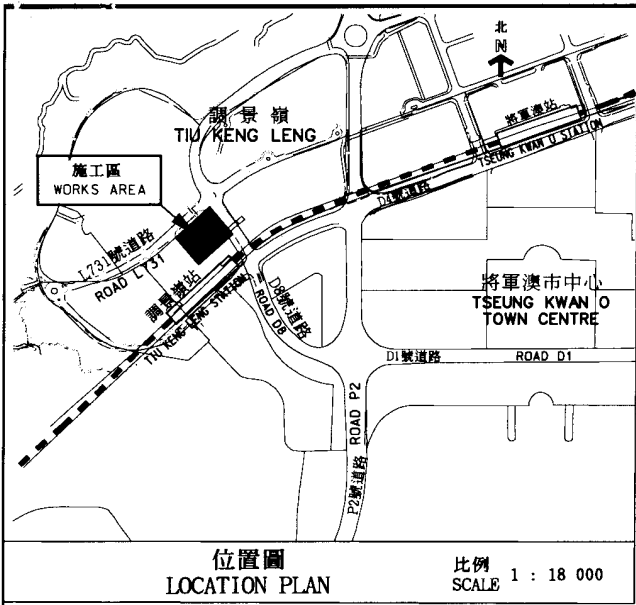 北
N
調景嶺
TIU KENG LENG
將軍澳站
TSEUNG KWAN O STATION
施工區
WORKS AREA
D4號道路
L731號道路
ROAD L731
調景嶺站
TIU KENG LENG STATION
D8號道路
ROAD D8
將軍澳市中心
TSEUNG KWAN O
TOWN CENTRE
D1號道路 ROAD D1
P2號道路 ROAD P2
位置圖
LOCATION PLAN
比例
SCALE 1 : 18 000